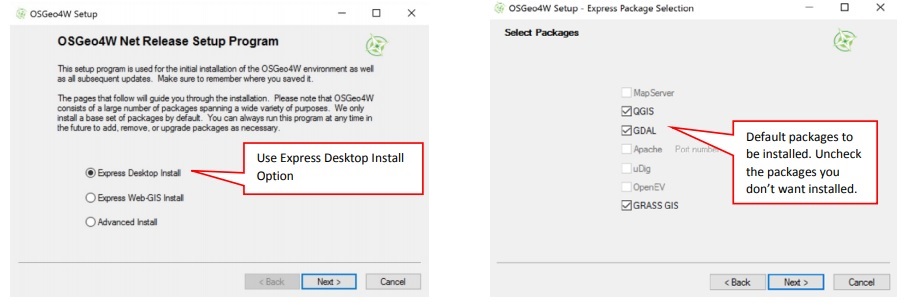 OSGeo4W Setup
OSGeo4W Net Release Setup Program
This setup program is used for the initial installation of the OSGeo4W environment as well
as all subsequent updates. Make sure to remember where you saved it.
The pages that follow will guide you through the installation. Please note that OSGeo4W
consists of a large number of packages spanning a wide variety of purposes. We only
install a base set of packages by default. You can always run this program at any time in
the future to add, remove, or upgrade packages as necessary.
Express Desktop Install
Express Web-GIS Install
Advanced Install
Use Express Desktop Install
Option
< Back
Next >
Cancel
OSGeo4W Setup - Express Package Selection
Select Packages
MapServer
QGIS
GDAL
Apache Port number
uDig
OpenEV
GRASS GIS
Default packages to
be installed. Uncheck
the packages you
don't want installed.
< Back
Next >
Cancel